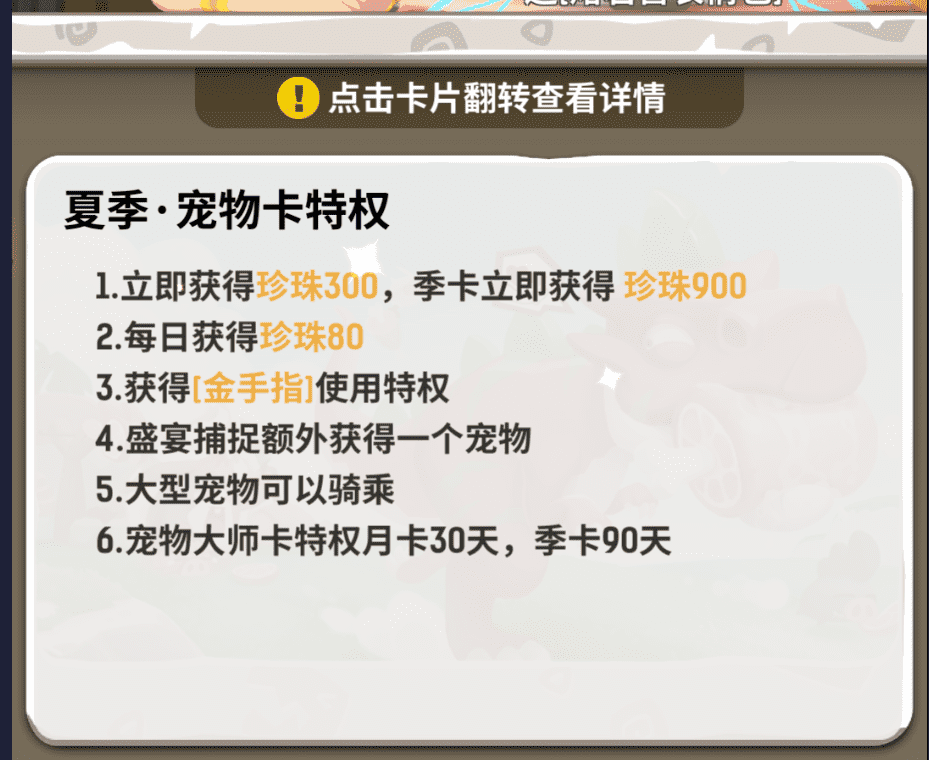 点击卡片翻转查看详情
夏季·宠物卡特权
1.立即获得珍珠300，季卡立即获得 珍珠900
2.每日获得珍珠80
3.获得[金手指]使用特权
4.盛宴捕捉额外获得一个宠物
5.大型宠物可以骑乘
6.宠物大师卡特权月卡30天，季卡90天